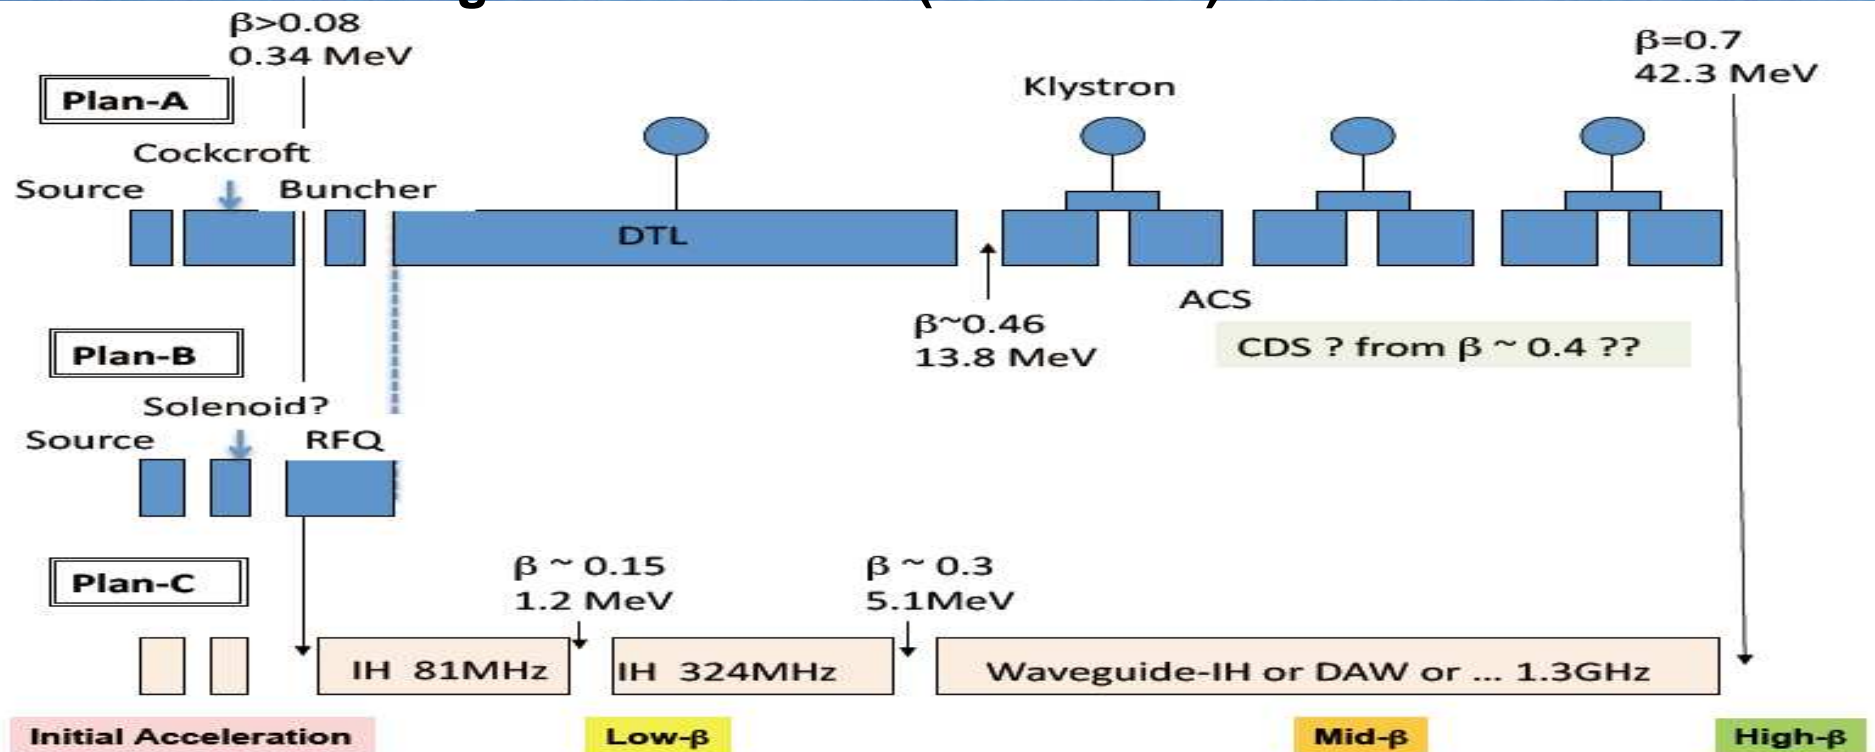 β>0.08
0.34 MeV
β=0.7
42.3 MeV
Plan-A
Klystron
Cockcroft
Source
Buncher
DTL
ACS
β~0.46
13.8 MeV
CDS ? from β ~ 0.4 ??
Plan-B
Solenoid?
Source
RFQ
Plan-C
β ~ 0.15
1.2 MeV
β ~ 0.3
5.1MeV
IH 81MHz
IH 324MHz
Waveguide-IH or DAW or ... 1.3GHz
Initial Acceleration
Low-β
Mid-β
High-β